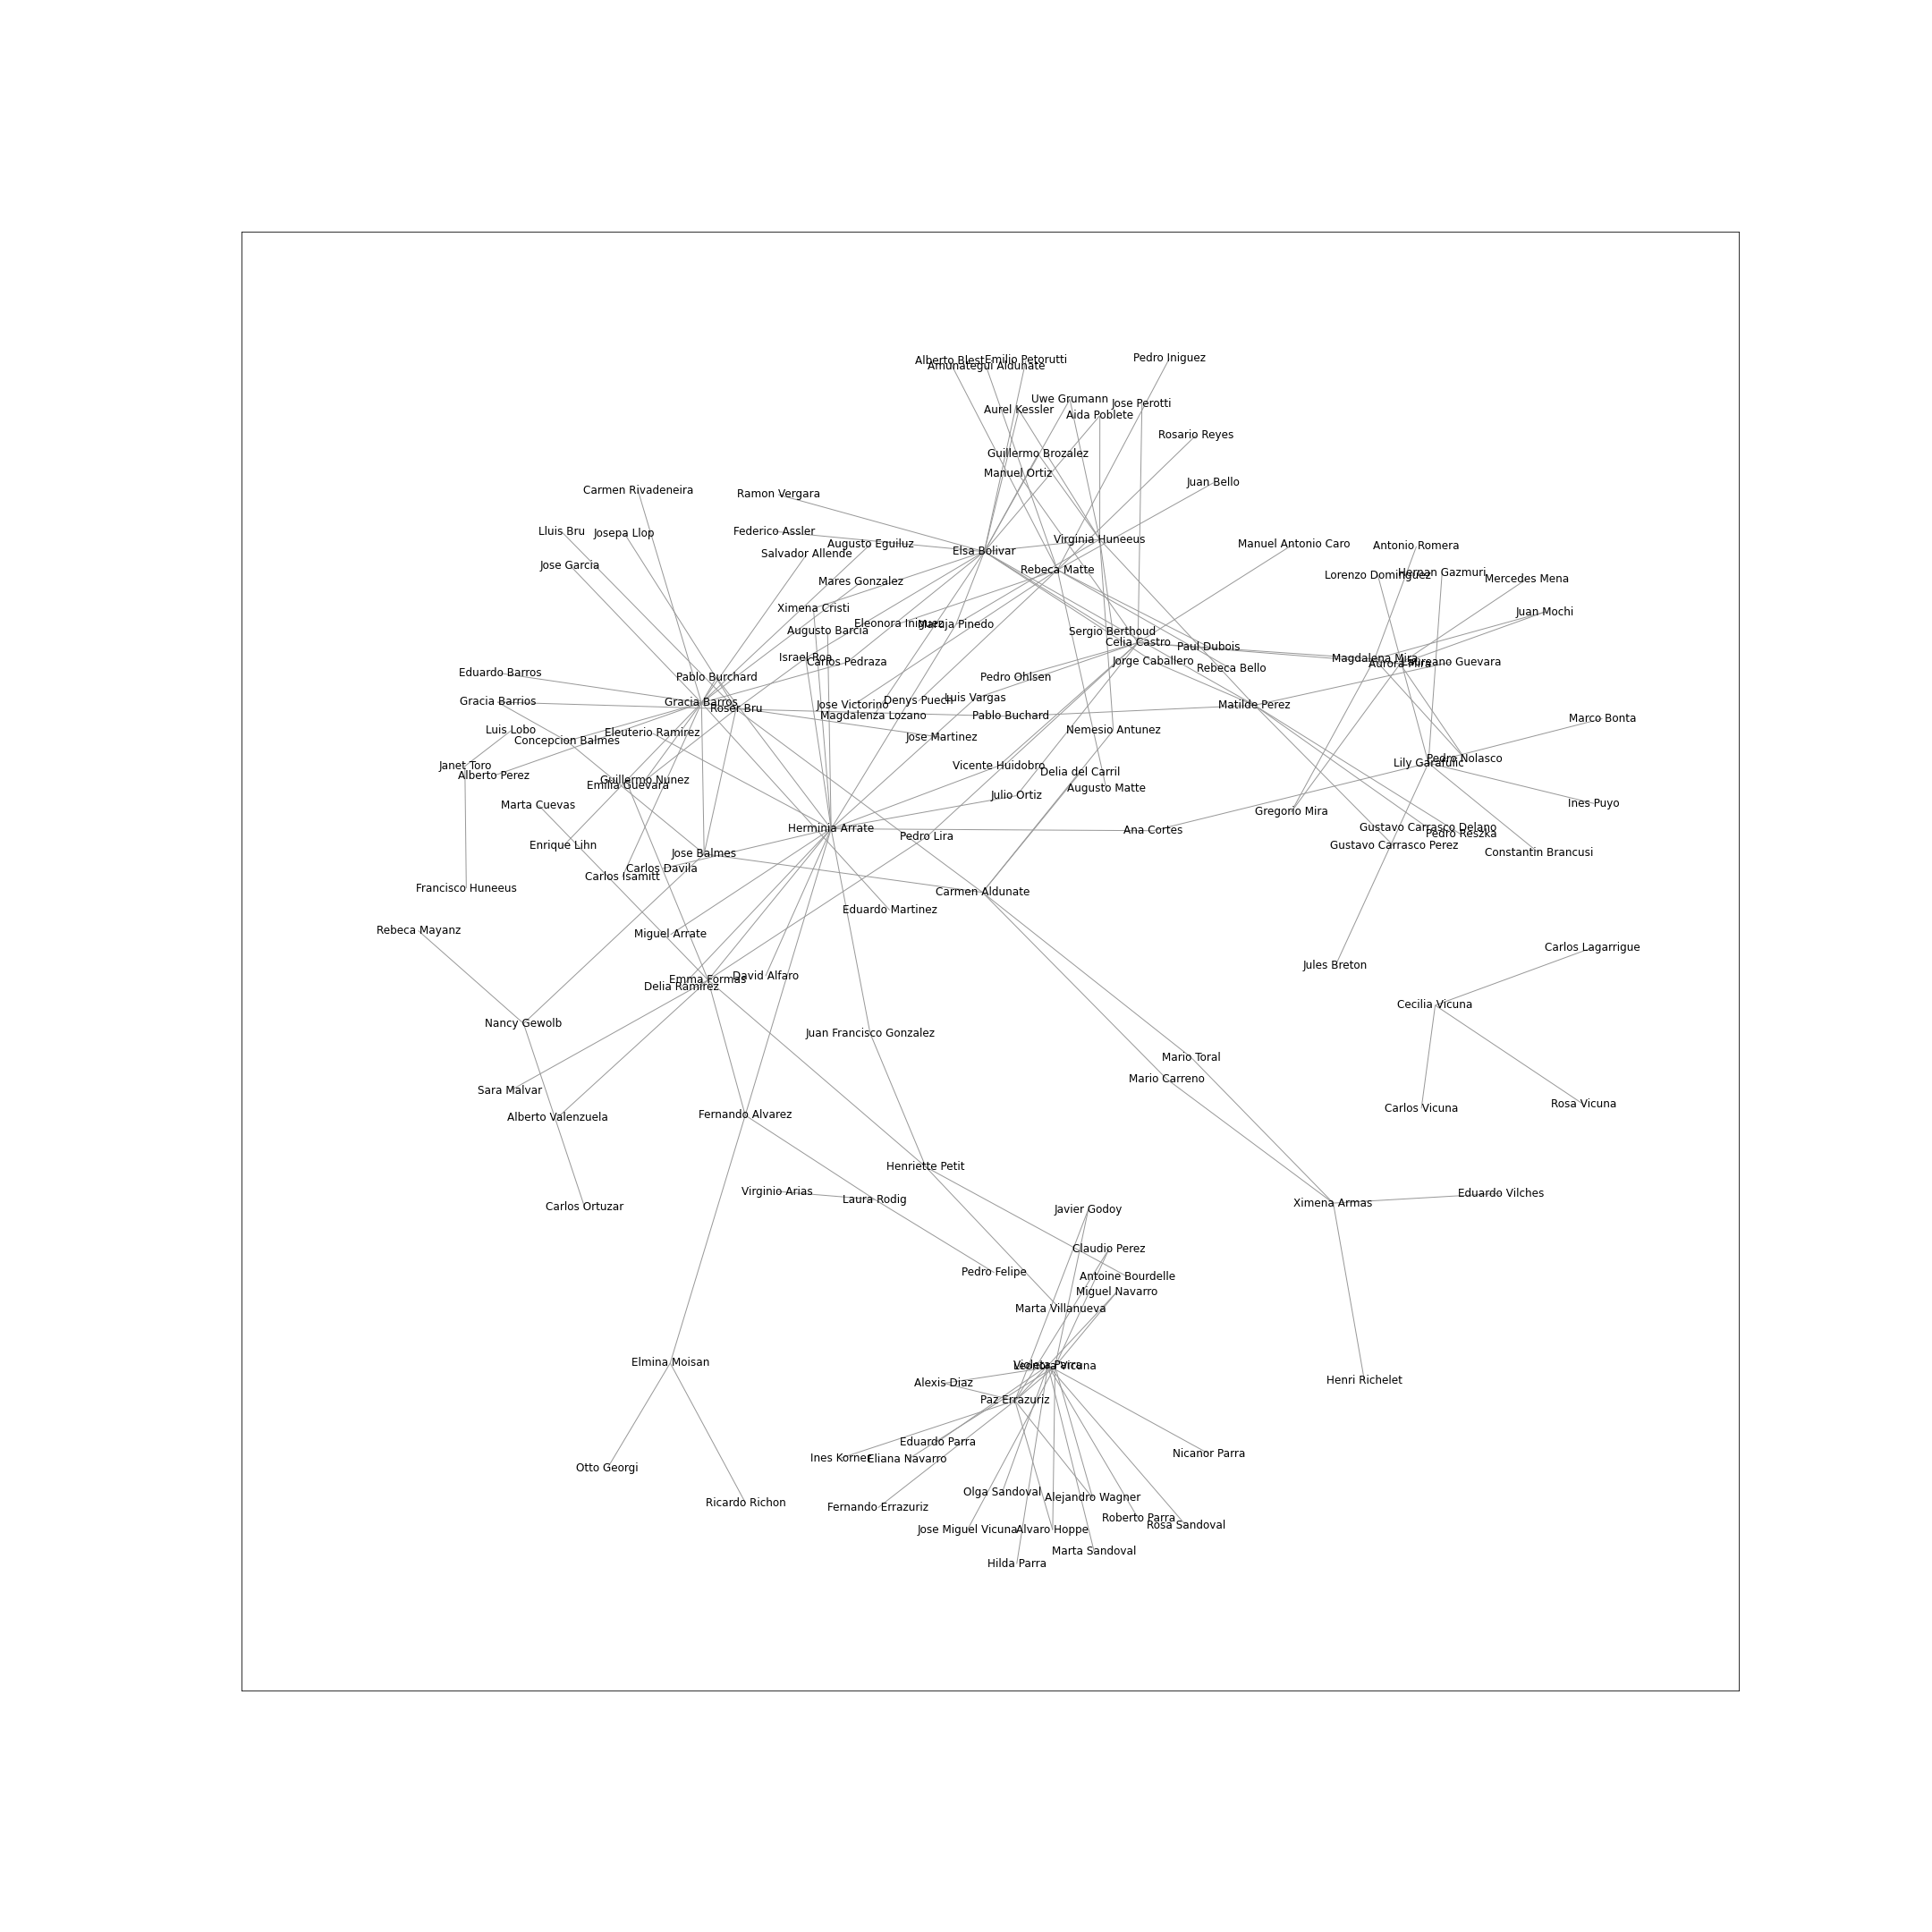 Pedro Iniguez
Alberto Blest
Emilio Petorutti
Amunategui Aldunate
Uwe Grumann
Jose Perotti
Aurel Kessler
Aida Poblete
Rosario Reyes
Guillermo Brozalez
Manuel Ortiz
Juan Bello
Carmen Rivadeneira
Ramon Vergara
Lluis Bru
Josepa Llop
Federico Assler
Virginia Huneeus
Augusto Eguiluz
Manuel Antonio Caro
Antonio Romera
Salvador Allende
Elsa Bolivar
Jose Garcia
Rebeca Matte
Hernan Gazmuri
Lorenzo Dominguez
Mercedes Mena
Mares Gonzalez
Ximena Cristi
Juan Mochi
Eleonora Iniguez
Maruja Pinedo
Augusto Barcia
Sergio Berthoud
Celia Castro
Paul Dubois
Israel Roa
Carlos Pedraza
Jorge Caballero
Magdalena Mira
Laureano Guevara
Aurora Mira
Rebeca Bello
Eduardo Barros
Pablo Burchard
Pedro Ohlsen
Gracia Barrios
Gracia Barros
Luis Vargas
Denys Puech
Jose Victorino
Matilde Perez
Roser Bru
Magdalenza Lozano
Pablo Buchard
Marco Bonta
Luis Lobo
Eleuterio Ramirez
Nemesio Antunez
Concepcion Balmes
Jose Martinez
Pedro Nolasco
Lily Garafulic
Janet Toro
Vicente Huidobro
Alberto Perez
Delia del Carril
Guillermo Nunez
Emilia Guevara
Augusto Matte
Julio Ortiz
Ines Puyo
Marta Cuevas
Gregorio Mira
Herminia Arrate
Ana Cortes
Gustavo Carrasco Delano
Pedro Reszka
Pedro Lira
Enrique Lihn
Gustavo Carrasco Perez
Jose Balmes
Constantin Brancusi
Carlos Davila
Carlos Isamitt
Francisco Huneeus
Carmen Aldunate
Eduardo Martinez
Rebeca Mayanz
Miguel Arrate
Carlos Lagarrigue
Jules Breton
David Alfaro
Emma Formas
Delia Ramirez
Cecilia Vicuna
Nancy Gewolb
Juan Francisco Gonzalez
Mario Toral
Mario Carreno
Sara Malvar
Rosa Vicuna
Carlos Vicuna
Fernando Alvarez
Alberto Valenzuela
Henriette Petit
Virginio Arias
Eduardo Vilches
Laura Rodig
Ximena Armas
Carlos Ortuzar
Javier Godoy
Claudio Perez
Pedro Felipe
Antoine Bourdelle
Miguel Navarro
Marta Villanueva
Elmina Moisan
Violeta Parra
Leonora Vicuna
Henri Richelet
Alexis Diaz
Paz Errazuriz
Eduardo Parra
Nicanor Parra
Ines Korner
Eliana Navarro
Otto Georgi
Olga Sandoval
Alejandro Wagner
Ricardo Richon
Fernando Errazuriz
Roberto Parra
Rosa Sandoval
Jose Miguel Vicuna
Alvaro Hoppe
Marta Sandoval
Hilda Parra